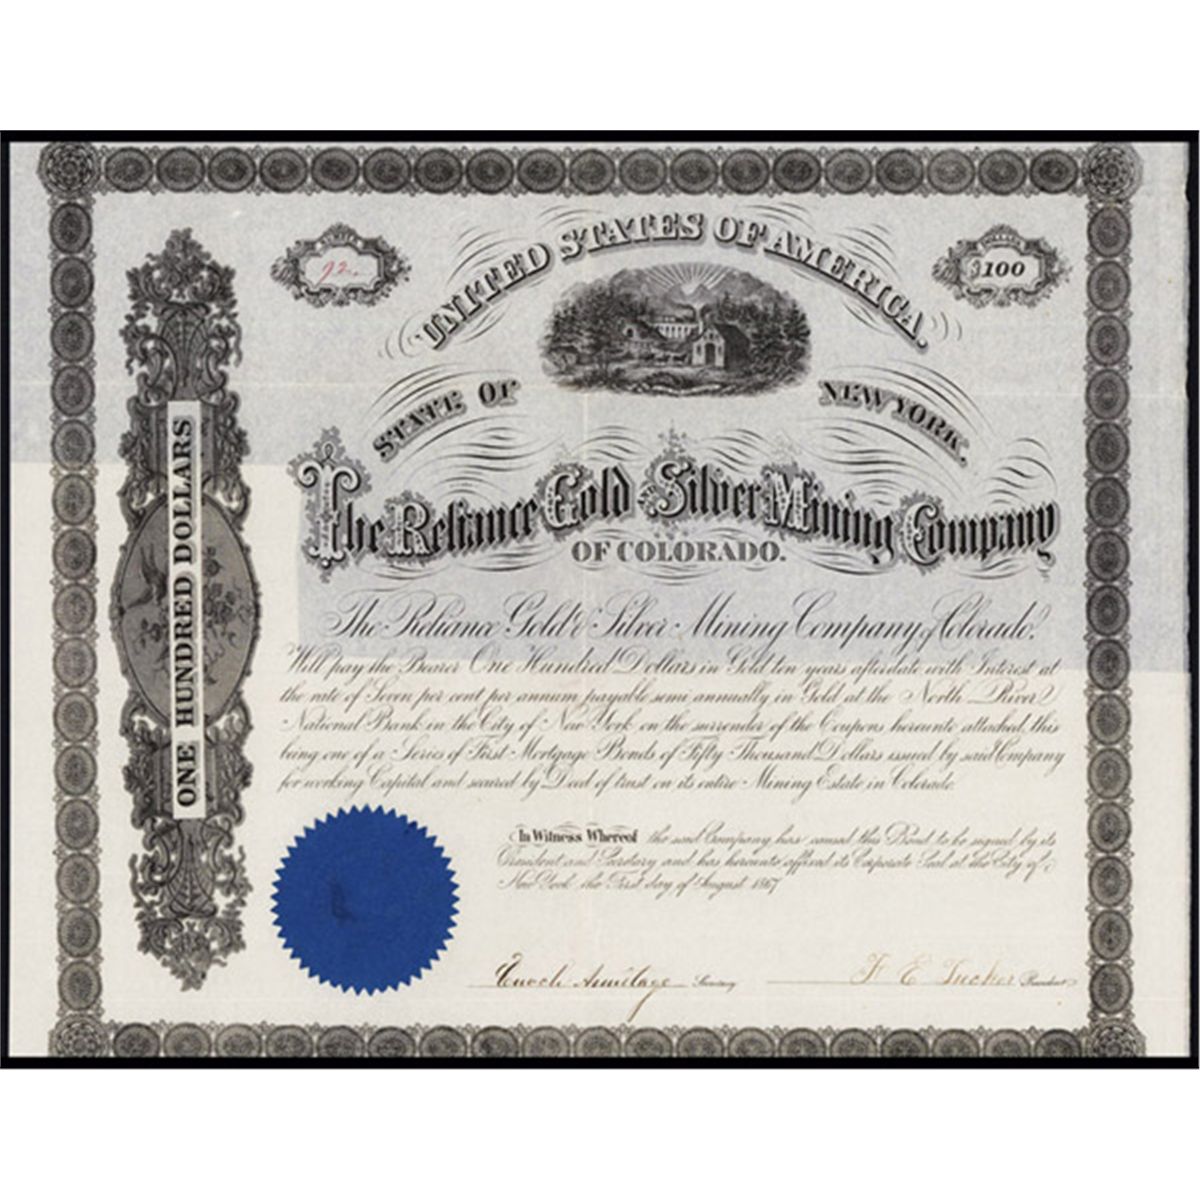 NUMBER
92.
DOLLARS
$100
UNITED STATES OF AMERICA.
STATE OF NEW YORK.
The Reliance Gold & Silver Mining Company
OF COLORADO.
ONE HUNDRED DOLLARS
The Reliance Gold & Silver Mining Company of Colorado.
Will pay the Bearer One Hundred Dollars in Gold ten years after date with Interest at
the rate of Seven per cent per annum payable semi annually in Gold at the North River
National Bank in the City of New York on the surrender of the Coupons hereunto attached, this
being one of a Series of First Mortgage Bonds of Fifty Thousand Dollars issued by said Company
for working Capital and secured by Deed of trust on its entire Mining Estate in Colorado.
In Witness Whereof the said Company has caused this Bond to be signed by its
President and Secretary and has hereunto affixed its Corporate Seal at the City of
New York the First day of August 1867
Enoch Armitage Secretary
F E Tucker President